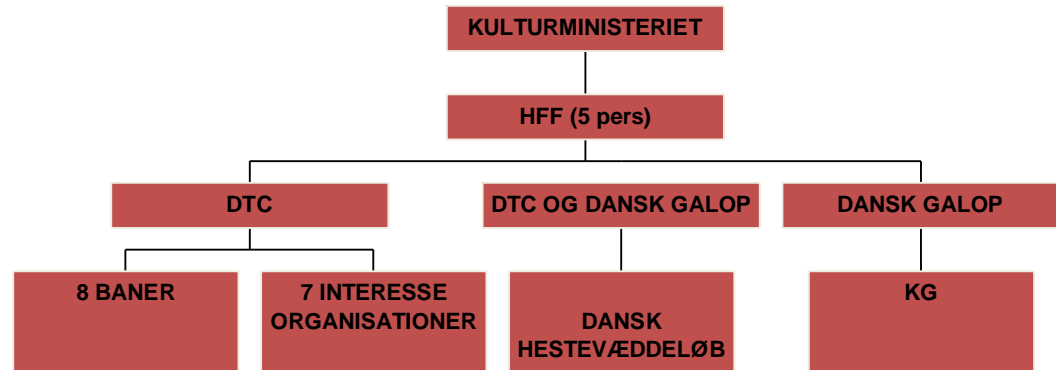 KULTURMINISTERIET
HFF (5 pers)
DTC
DTC OG DANSK GALOP
DANSK GALOP
8 BANER
7 INTERESSE
ORGANISATIONER
DANSK
HESTEVÆDDELØB
KG